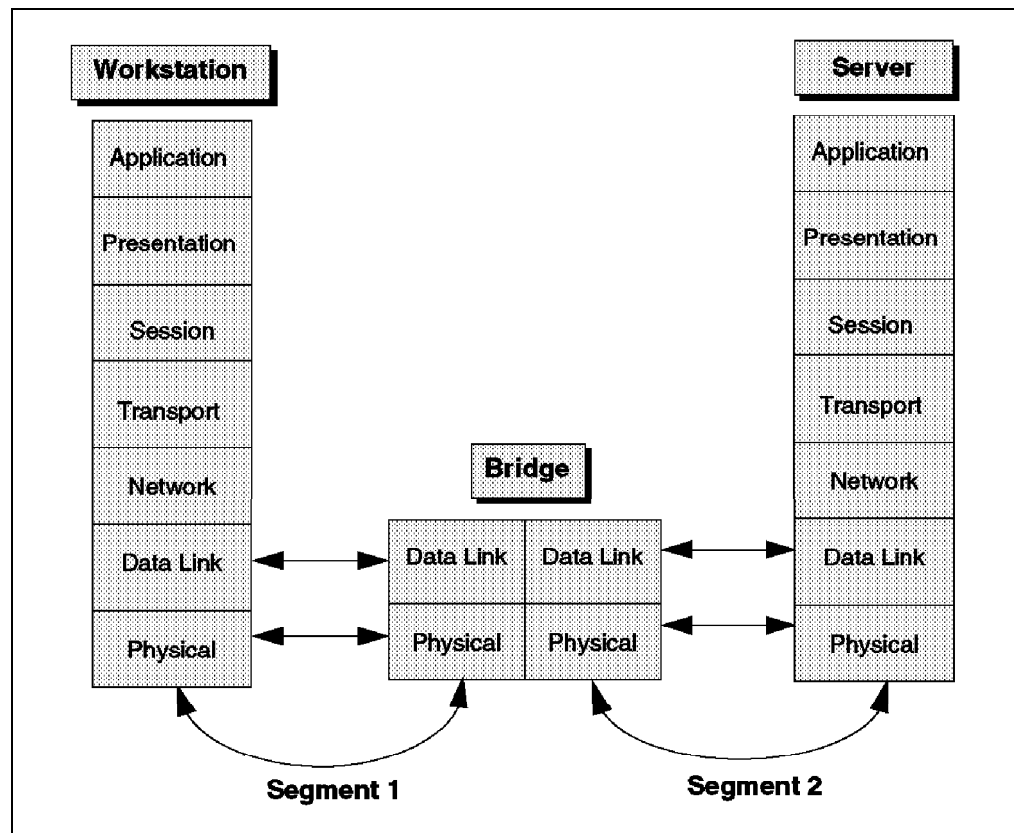 Workstation
Server
Application
Presentation
Session
Transport
Network
Data Link
Physical
Application
Presentation
Session
Transport
Network
Data Link
Physical
Bridge
Data Link
Data Link
Physical
Physical
Segment 1
Segment 2